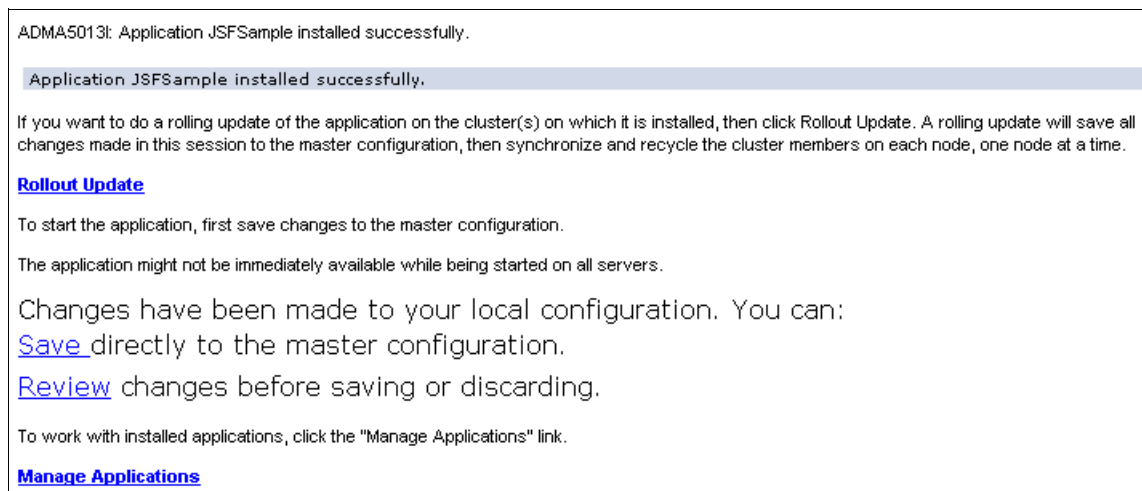 ADMA5013I: Application JSFSample installed successfully.
Application JSFSample installed successfully.
If you want to do a rolling update of the application on the cluster(s) on which it is installed, then click Rollout Update. A rolling update will save all
changes made in this session to the master configuration, then synchronize and recycle the cluster members on each node, one node at a time.
Rollout Update
To start the application, first save changes to the master configuration.
The application might not be immediately available while being started on all servers.
Changes have been made to your local configuration. You can:
Save directly to the master configuration.
Review changes before saving or discarding.
To work with installed applications, click the "Manage Applications" link.
Manage Applications